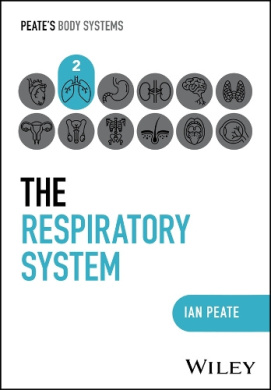 PEATE'S BODY SYSTEMS
2
THE
RESPIRATORY
SYSTEM
IAN PEATE
WILEY